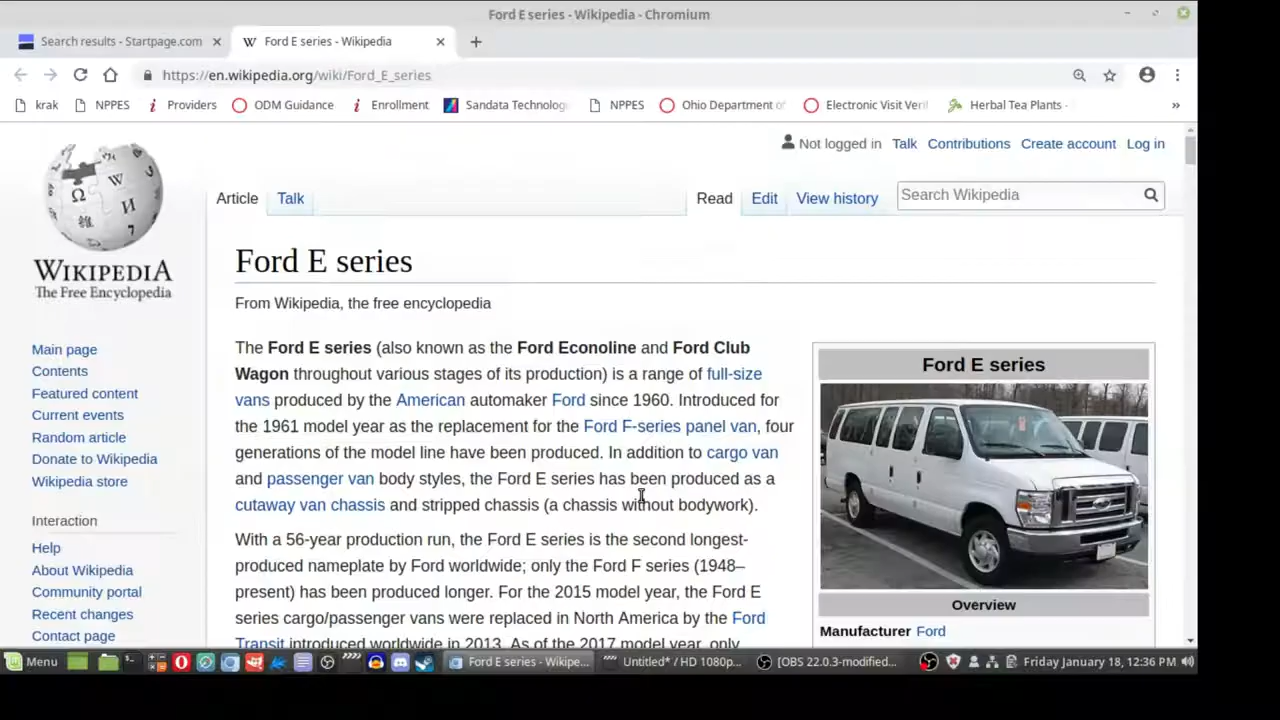 Ford E series - Wikipedia - Chromium
Search results - Startpage.com
Ford E series - Wikipedia
https://en.wikipedia.org/wiki/Ford_E_series
krak NPPES Providers ODM Guidance Enrollment Sandata Technolog NPPES Ohio Department of Electronic Visit Veri Herbal Tea Plants - »
Not logged in Talk Contributions Create account Log in
Article Talk Read Edit View history Search Wikipedia
WIKIPEDIA
The Free Encyclopedia
Main page
Contents
Featured content
Current events
Random article
Donate to Wikipedia
Wikipedia store
Interaction
Help
About Wikipedia
Community portal
Recent changes
Contact page
Ford E series
From Wikipedia, the free encyclopedia
The Ford E series (also known as the Ford Econoline and Ford Club
Wagon throughout various stages of its production) is a range of full-size
vans produced by the American automaker Ford since 1960. Introduced for
the 1961 model year as the replacement for the Ford F-series panel van, four
generations of the model line have been produced. In addition to cargo van
and passenger van body styles, the Ford E series has been produced as a
cutaway van chassis and stripped chassis (a chassis without bodywork).
With a 56-year production run, the Ford E series is the second longest-
produced nameplate by Ford worldwide; only the Ford F series (1948–
present) has been produced longer. For the 2015 model year, the Ford E
series cargo/passenger vans were replaced in North America by the Ford
Transit introduced worldwide in 2013. As of the 2017 model year, only
Ford E series
Overview
Manufacturer Ford
Menu Ford E series - Wikipe... Untitled* / HD 1080p... [OBS 22.0.3-modified... Friday January 18, 12:36 PM